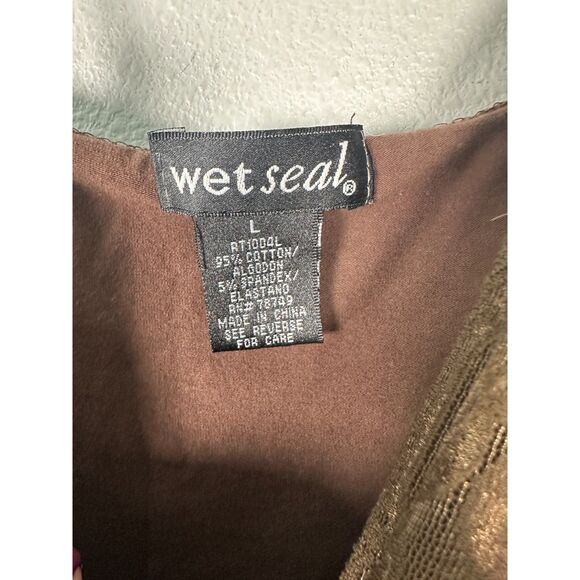 wet seal®
L
RT1004L
95% COTTON/
ALGODON
5% SPANDEX/
ELASTANO
RN# 78749
MADE IN CHINA
SEE REVERSE
FOR CARE